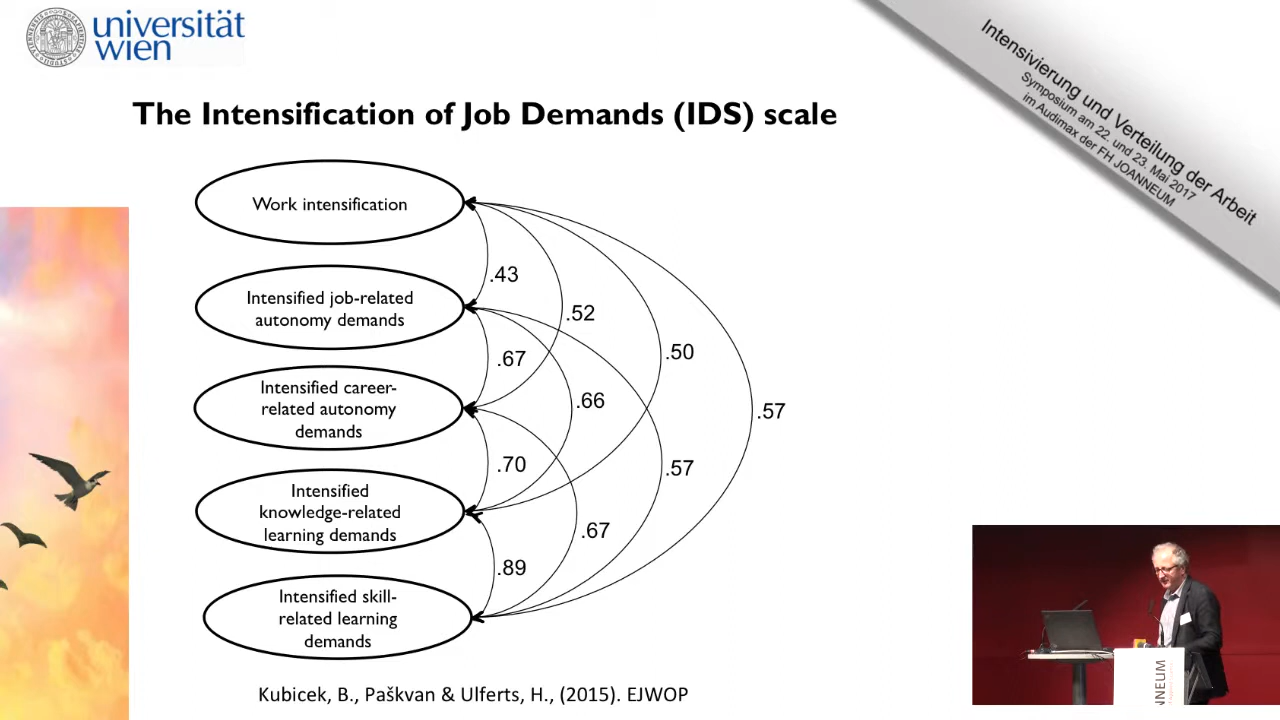 universität
wien
Intensivierung und Verteilung der Arbeit
Symposium am 22. und 23. Mai 2017
im Audimax der FH JOANNEUM
The Intensification of Job Demands (IDS) scale
Work intensification
.43
Intensified job-related
autonomy demands
.52
.67
.50
Intensified career-
related autonomy
demands
.66
.57
.70
.57
Intensified
knowledge-related
learning demands
.67
.89
Intensified skill-
related learning
demands
Kubicek, B., Paškvan & Ulferts, H., (2015). EJWOP
ANNEUM